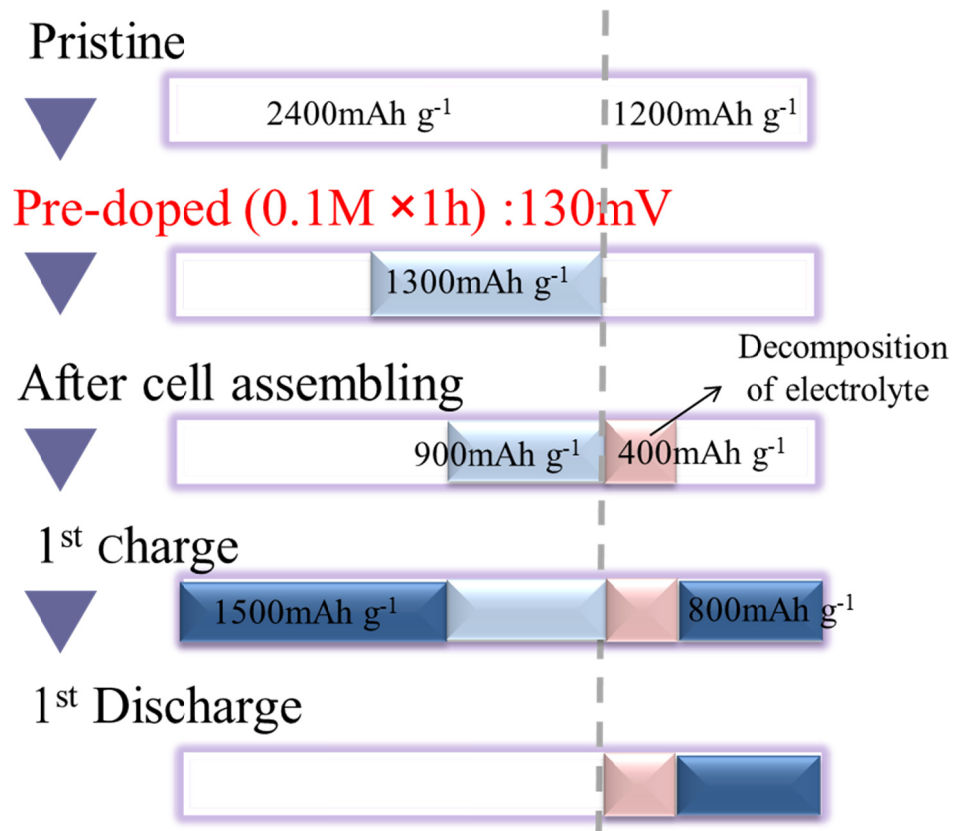 Pristine
2400mAh g⁻¹ 1200mAh g⁻¹
Pre-doped (0.1M ×1h) :130mV
1300mAh g⁻¹
Decomposition
of electrolyte
After cell assembling
900mAh g⁻¹ 400mAh g⁻¹
1st Charge
1500mAh g⁻¹ 800mAh g⁻¹
1st Discharge